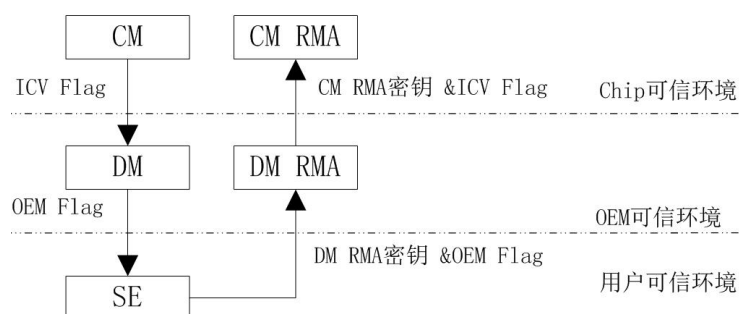 CM
CM RMA
ICV Flag
CM RMA密钥 &ICV Flag
Chip可信环境
DM
DM RMA
OEM Flag
OEM可信环境
DM RMA密钥 &OEM Flag
用户可信环境
SE